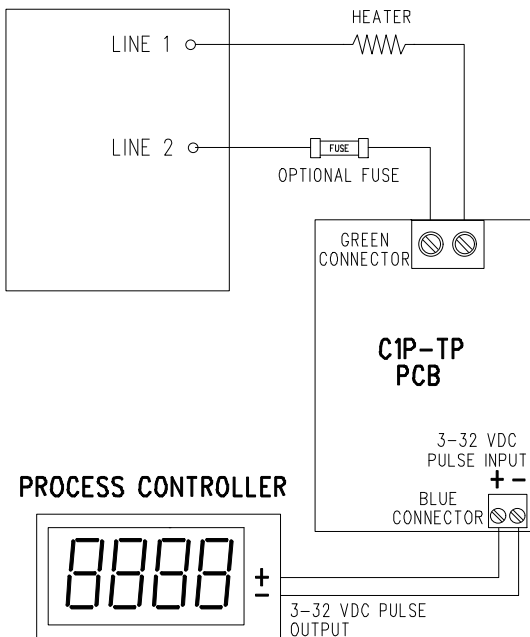 HEATER
LINE 1
LINE 2
FUSE
OPTIONAL FUSE
GREEN
CONNECTOR
C1P-TP
PCB
3-32 VDC
PULSE INPUT
+ -
BLUE
CONNECTOR
PROCESS CONTROLLER
8888
+
-
3-32 VDC PULSE
OUTPUT